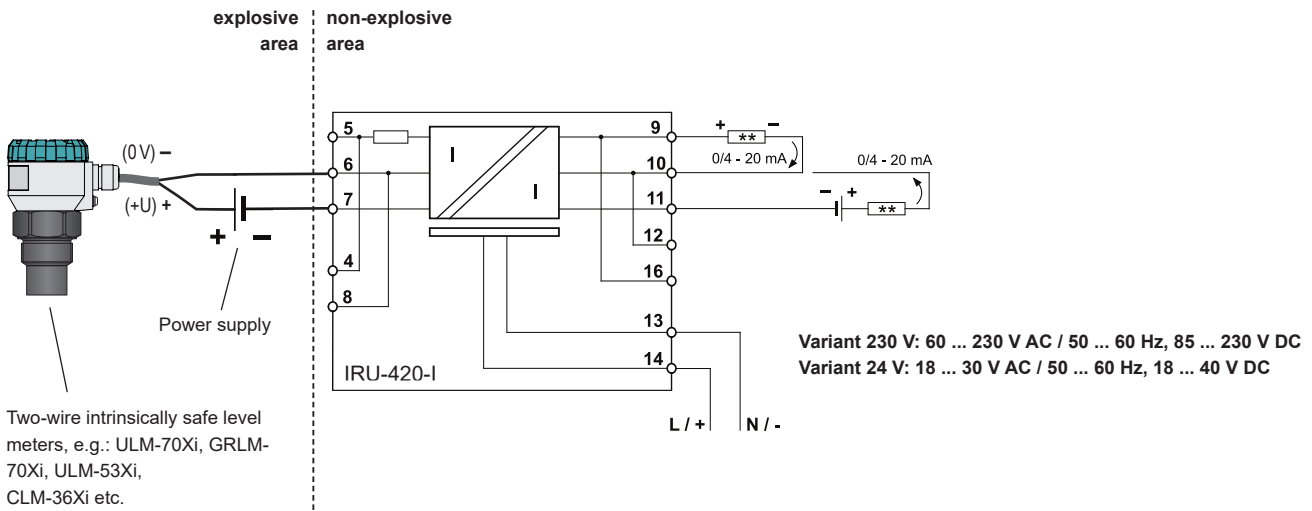 explosive
area
non-explosive
area
(0 V) –
(+U) +
+ –
Power supply
5
6
7
4
8
I
I
9
10
11
12
16
13
14
IRU-420-I
+ ** –
0/4 - 20 mA
0/4 - 20 mA
– + **
L / +
N / -
Variant 230 V: 60 ... 230 V AC / 50 ... 60 Hz, 85 ... 230 V DC
Variant 24 V: 18 ... 30 V AC / 50 ... 60 Hz, 18 ... 40 V DC
Two-wire intrinsically safe level
meters, e.g.: ULM-70Xi, GRLM-
70Xi, ULM-53Xi,
CLM-36Xi etc.